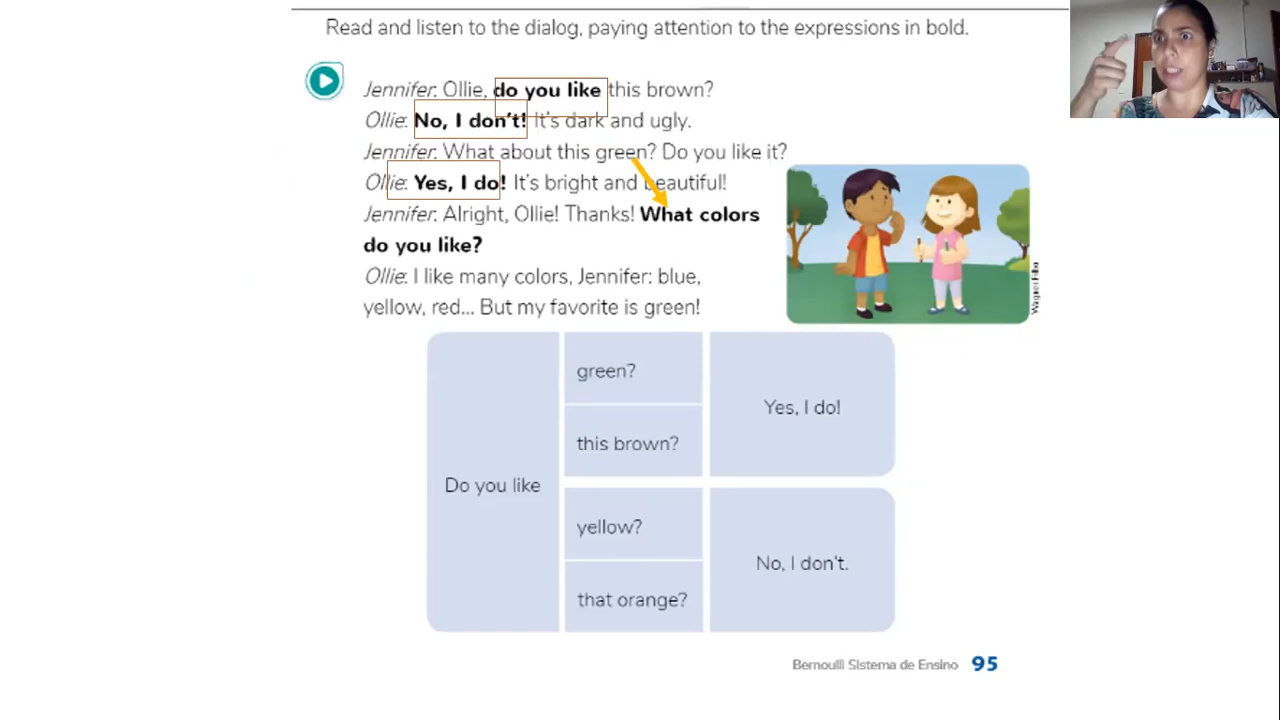 Read and listen to the dialog, paying attention to the expressions in bold.
Jennifer: Ollie, do you like this brown?
Ollie: No, I don't! It's dark and ugly.
Jennifer: What about this green? Do you like it?
Ollie: Yes, I do! It's bright and beautiful!
Jennifer: Alright, Ollie! Thanks! What colors
do you like?
Ollie: I like many colors, Jennifer: blue,
yellow, red... But my favorite is green!
Wagner Filho
green?
Yes, I do!
this brown?
Do you like
yellow?
No, I don't.
that orange?
Bernoulli Sistema de Ensino 95